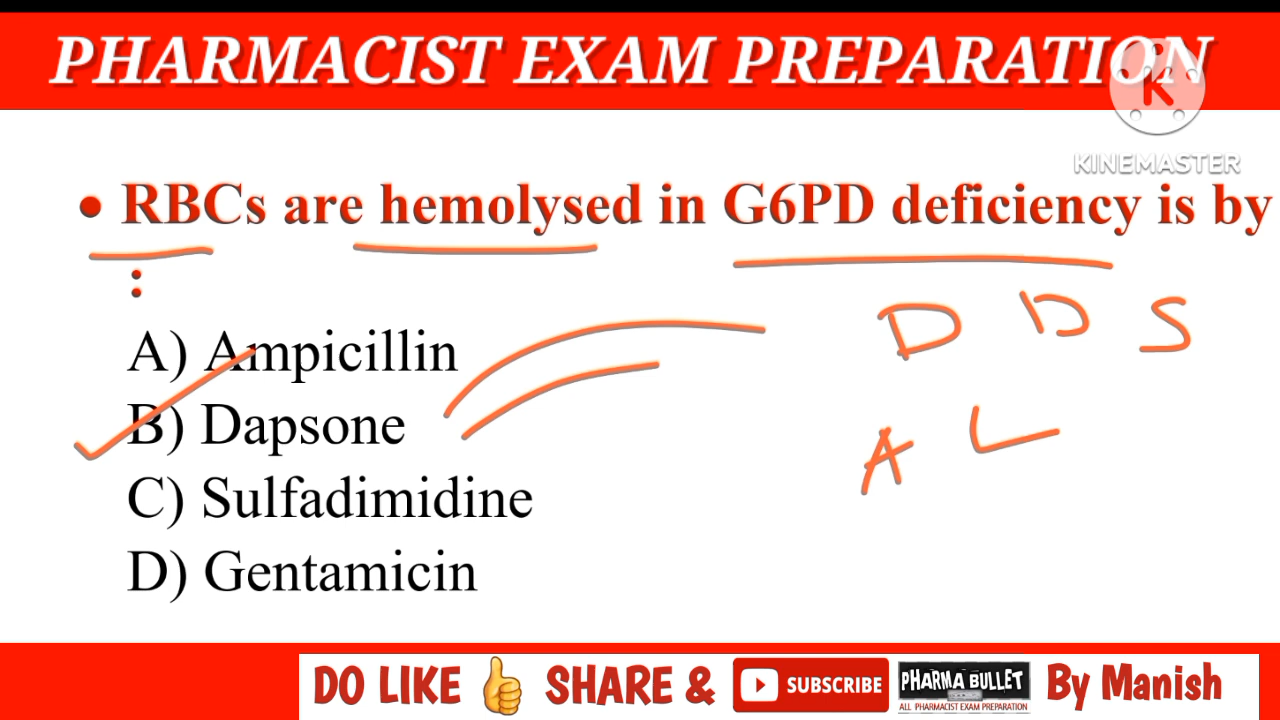 PHARMACIST EXAM PREPARATION
K
KINEMASTER
• RBCs are hemolysed in G6PD deficiency is by
:
D D S
A) Ampicillin
B) Dapsone
A L
C) Sulfadimidine
D) Gentamicin
DO LIKE 👍 SHARE & SUBSCRIBE PHARMA BULLET By Manish
ALL PHARMACIST EXAM PREPARATION